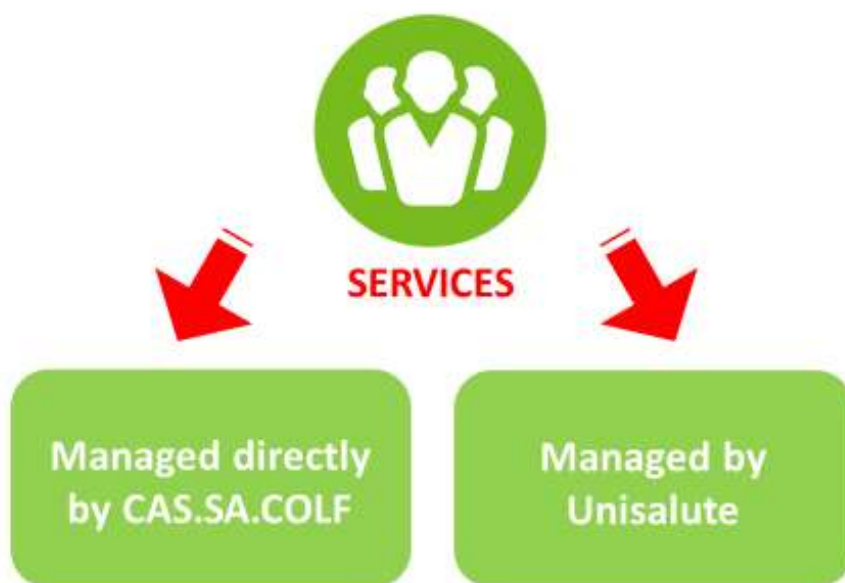 SERVICES
Managed directly
by CAS.SA.COLF
Managed by
Unisalute